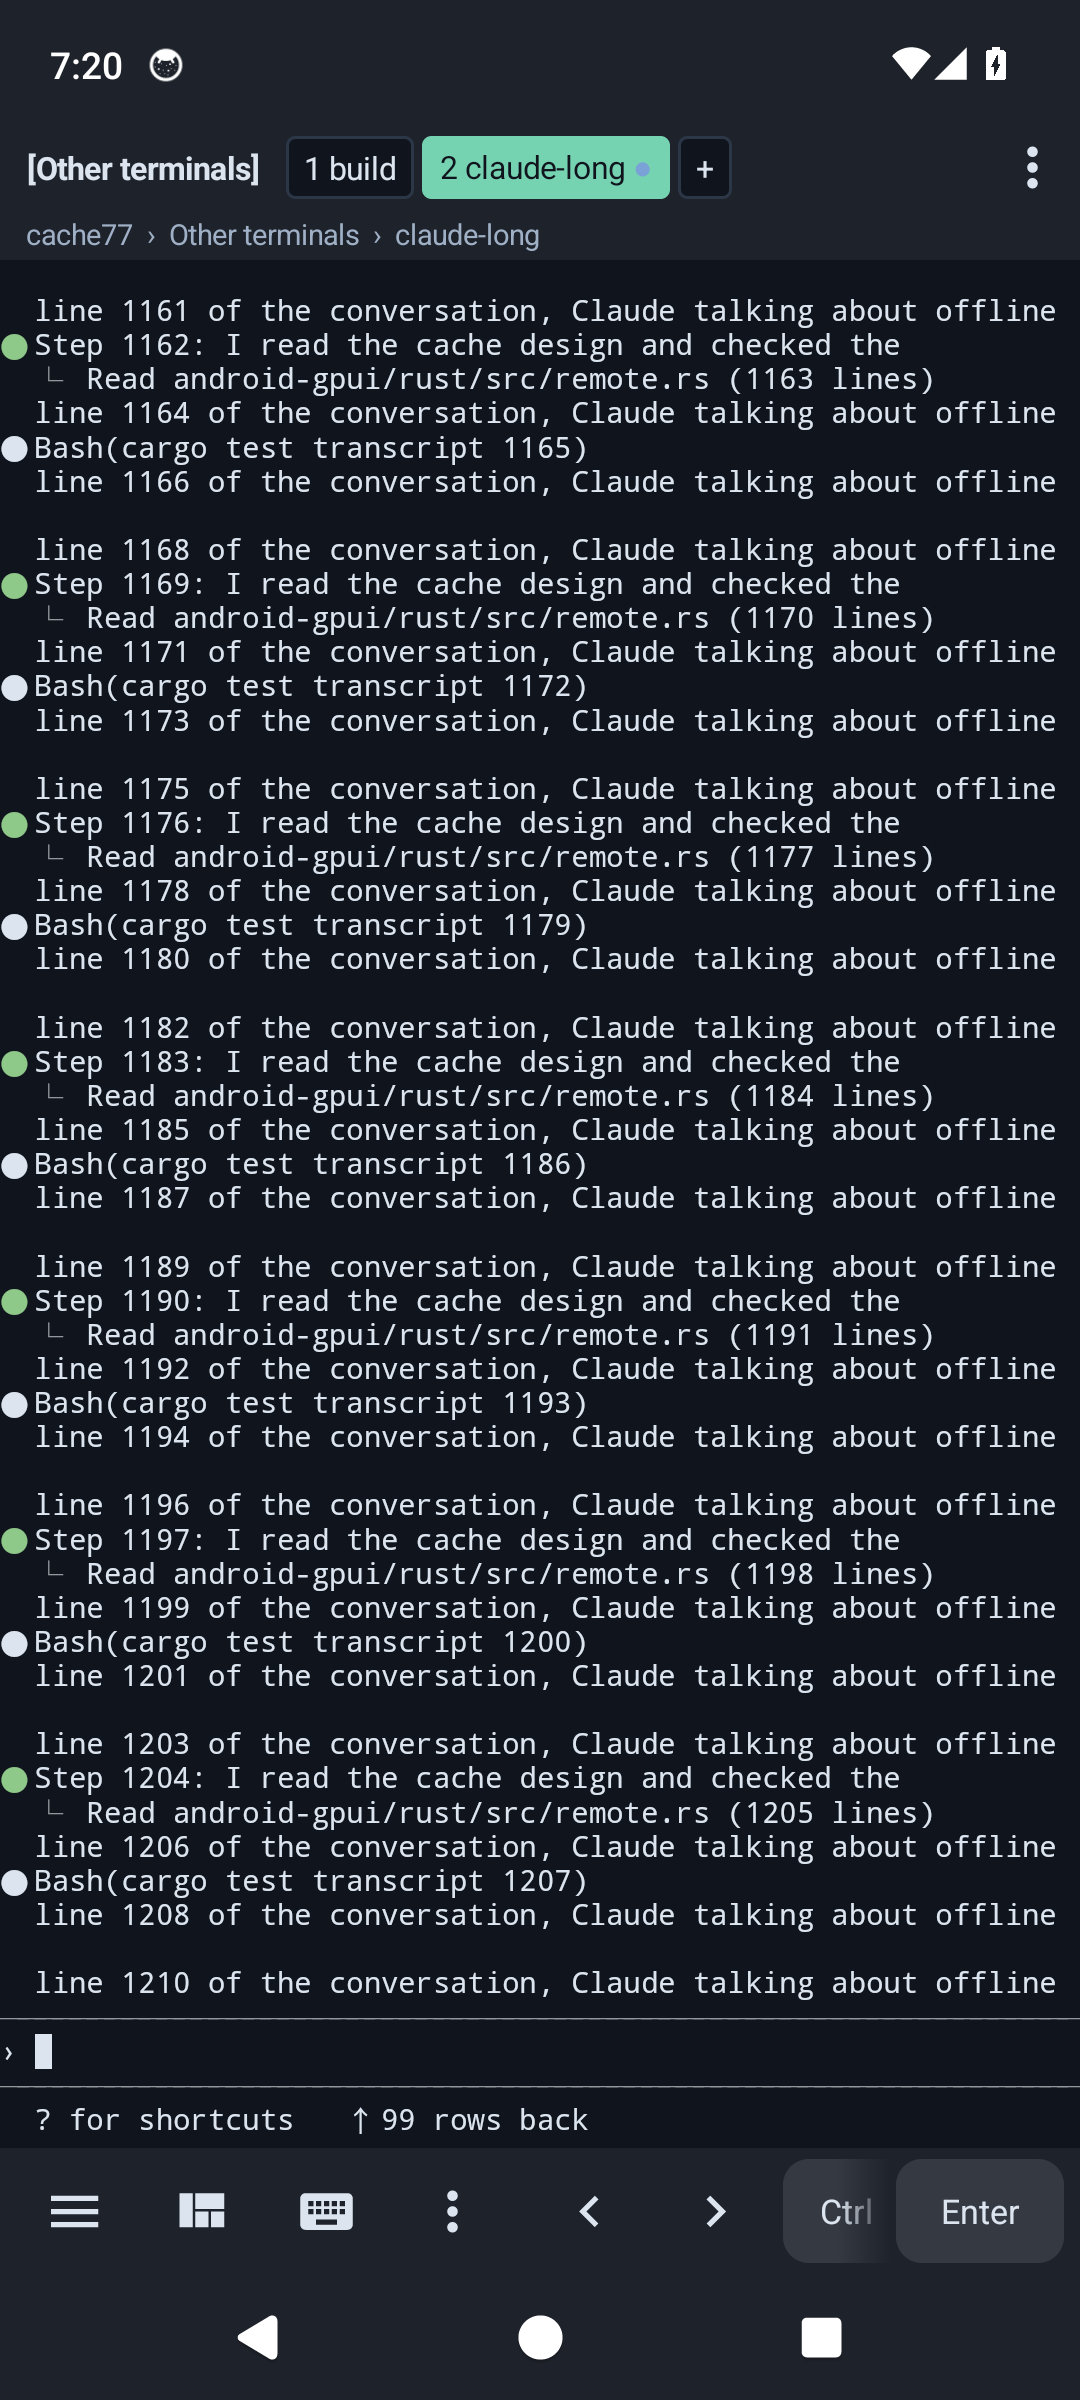 7:20
[Other terminals] 1 build 2 claude-long +
cache77 › Other terminals › claude-long
line 1161 of the conversation, Claude talking about offline
Step 1162: I read the cache design and checked the
└ Read android-gpui/rust/src/remote.rs (1163 lines)
line 1164 of the conversation, Claude talking about offline
Bash(cargo test transcript 1165)
line 1166 of the conversation, Claude talking about offline
line 1168 of the conversation, Claude talking about offline
Step 1169: I read the cache design and checked the
└ Read android-gpui/rust/src/remote.rs (1170 lines)
line 1171 of the conversation, Claude talking about offline
Bash(cargo test transcript 1172)
line 1173 of the conversation, Claude talking about offline
line 1175 of the conversation, Claude talking about offline
Step 1176: I read the cache design and checked the
└ Read android-gpui/rust/src/remote.rs (1177 lines)
line 1178 of the conversation, Claude talking about offline
Bash(cargo test transcript 1179)
line 1180 of the conversation, Claude talking about offline
line 1182 of the conversation, Claude talking about offline
Step 1183: I read the cache design and checked the
└ Read android-gpui/rust/src/remote.rs (1184 lines)
line 1185 of the conversation, Claude talking about offline
Bash(cargo test transcript 1186)
line 1187 of the conversation, Claude talking about offline
line 1189 of the conversation, Claude talking about offline
Step 1190: I read the cache design and checked the
└ Read android-gpui/rust/src/remote.rs (1191 lines)
line 1192 of the conversation, Claude talking about offline
Bash(cargo test transcript 1193)
line 1194 of the conversation, Claude talking about offline
line 1196 of the conversation, Claude talking about offline
Step 1197: I read the cache design and checked the
└ Read android-gpui/rust/src/remote.rs (1198 lines)
line 1199 of the conversation, Claude talking about offline
Bash(cargo test transcript 1200)
line 1201 of the conversation, Claude talking about offline
line 1203 of the conversation, Claude talking about offline
Step 1204: I read the cache design and checked the
└ Read android-gpui/rust/src/remote.rs (1205 lines)
line 1206 of the conversation, Claude talking about offline
Bash(cargo test transcript 1207)
line 1208 of the conversation, Claude talking about offline
line 1210 of the conversation, Claude talking about offline
›
? for shortcuts ↑ 99 rows back
Ctrl Enter